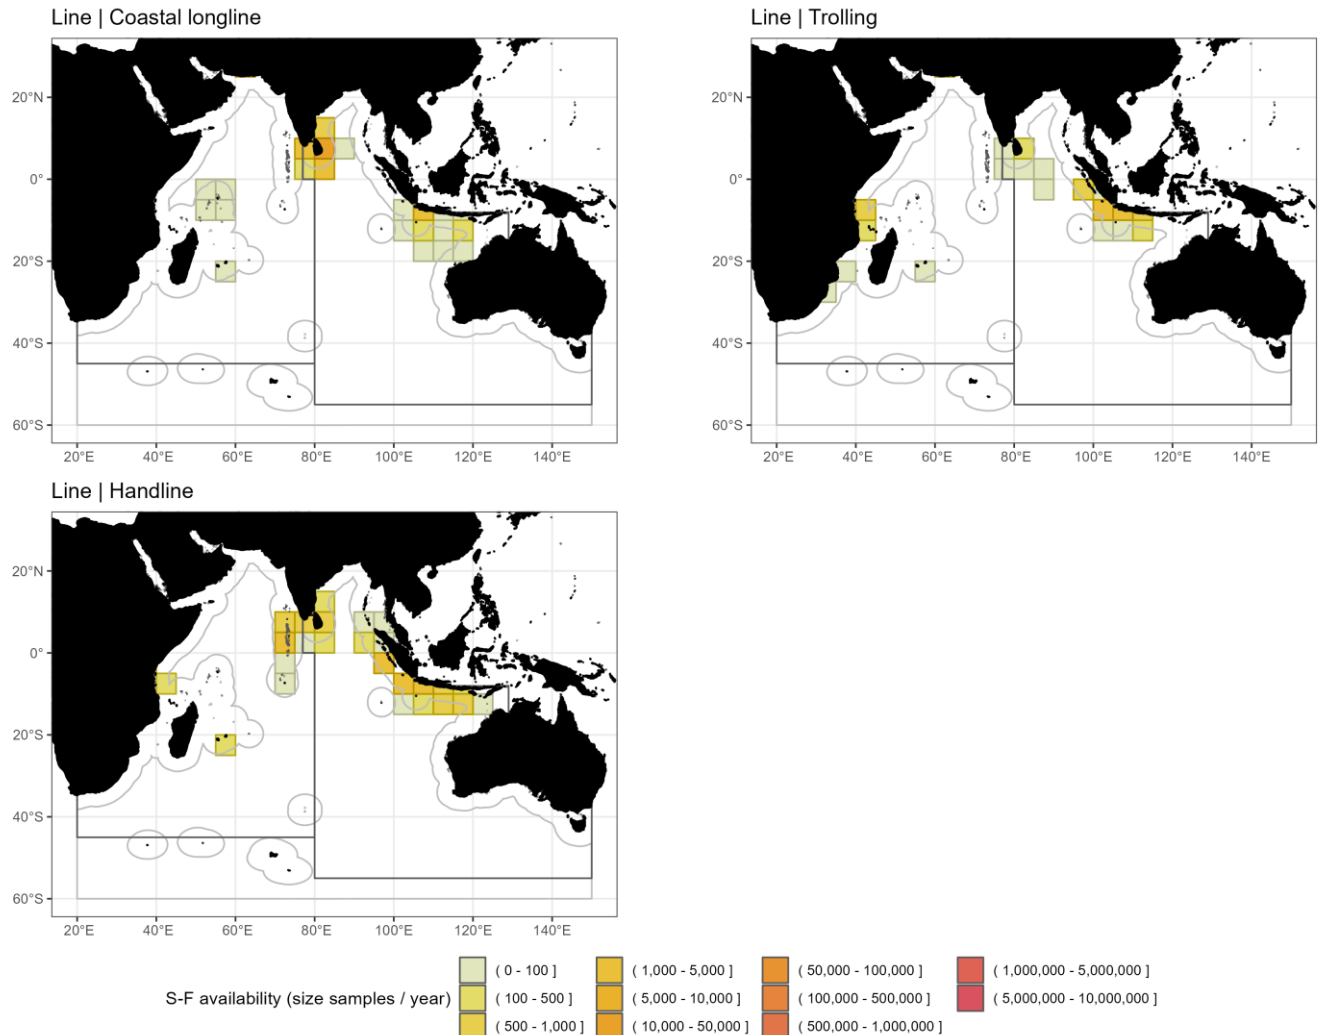 Line | Coastal longline
Line | Trolling
20°N
0°
20°S
40°S
60°S
20°E 40°E 60°E 80°E 100°E 120°E 140°E
20°N
0°
20°S
40°S
60°S
20°E 40°E 60°E 80°E 100°E 120°E 140°E
Line | Handline
20°N
0°
20°S
40°S
60°S
20°E 40°E 60°E 80°E 100°E 120°E 140°E
S-F availability (size samples / year)
( 0 - 100 ]
( 100 - 500 ]
( 500 - 1,000 ]
( 1,000 - 5,000 ]
( 5,000 - 10,000 ]
( 10,000 - 50,000 ]
( 50,000 - 100,000 ]
( 100,000 - 500,000 ]
( 500,000 - 1,000,000 ]
( 1,000,000 - 5,000,000 ]
( 5,000,000 - 10,000,000 ]